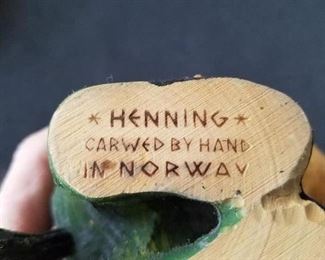 * HENNING *
CARWED BY HAND
IN NORWAY